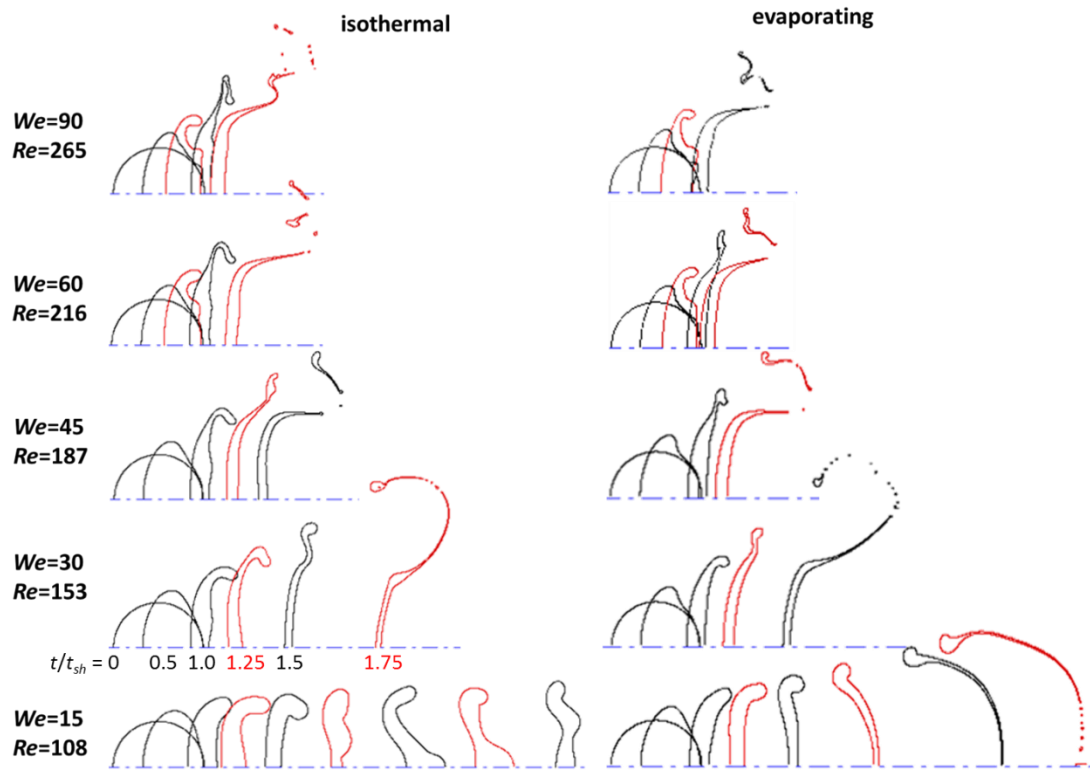 isothermal
evaporating
We=90
Re=265
We=60
Re=216
We=45
Re=187
We=30
Re=153
t/tsh = 0 0.5 1.0 1.25 1.5 1.75
We=15
Re=108